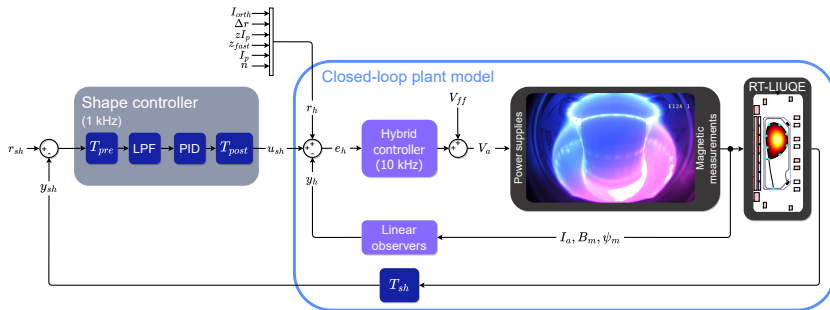 I_orth
Δr
zI_p
z_fast
I_p
n
Closed-loop plant model
Shape controller
(1 kHz)
RT-LIUQE
r_h
V_ff
E124 1
r_sh
T_pre
LPF
PID
T_post
u_sh
e_h
Hybrid
controller
(10 kHz)
V_a
Power supplies
Magnetic
measurements
y_sh
y_h
Linear
observers
I_a, B_m, ψ_m
T_sh